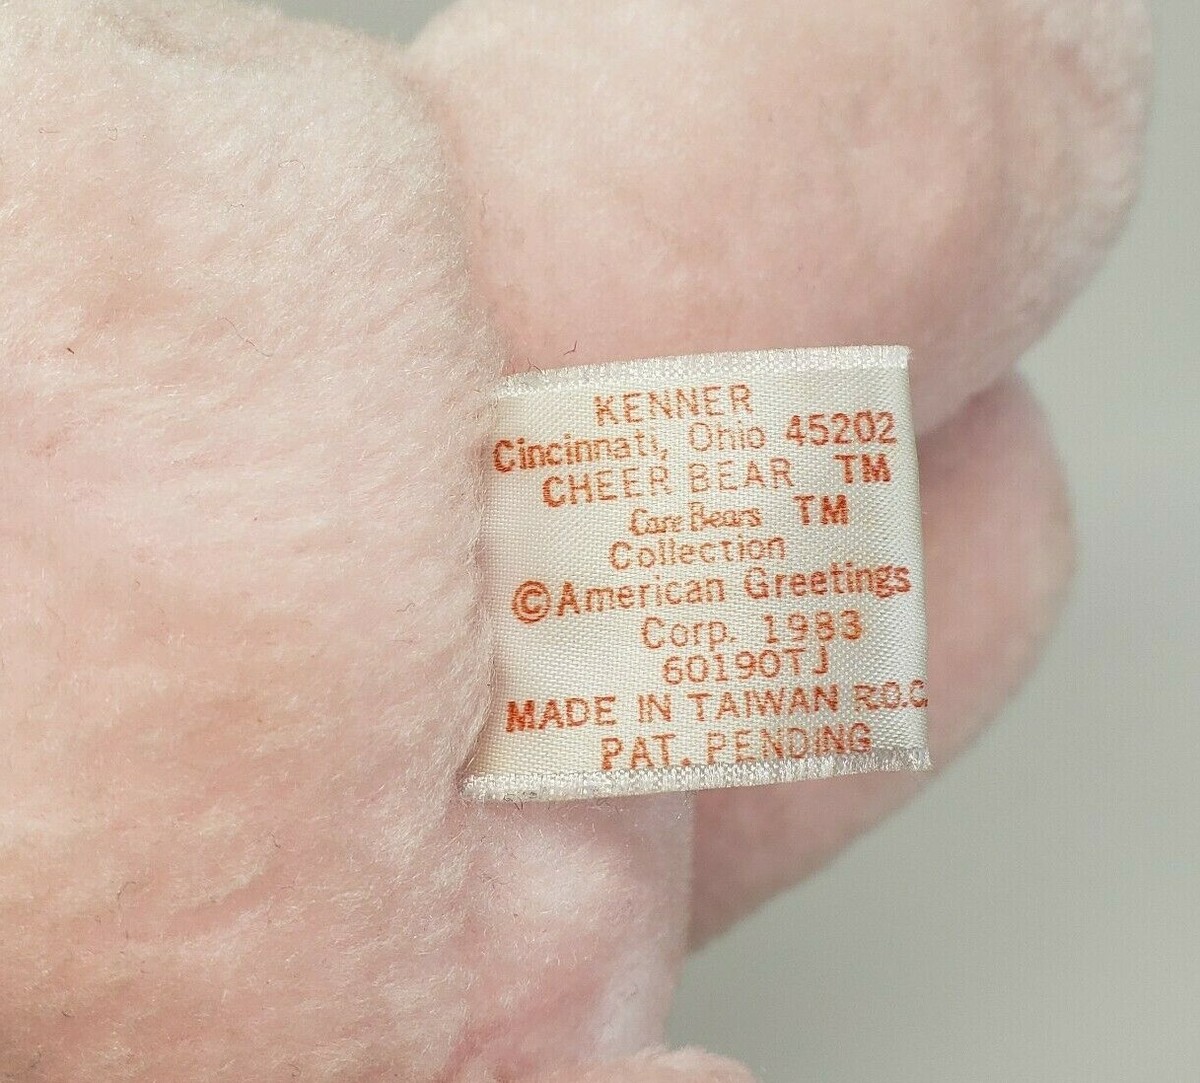 KENNER
Cincinnati, Ohio 45202
CHEER BEAR TM
Care Bears TM
Collection
©American Greetings
Corp. 1983
60190TJ
MADE IN TAIWAN R.O.C.
PAT. PENDING